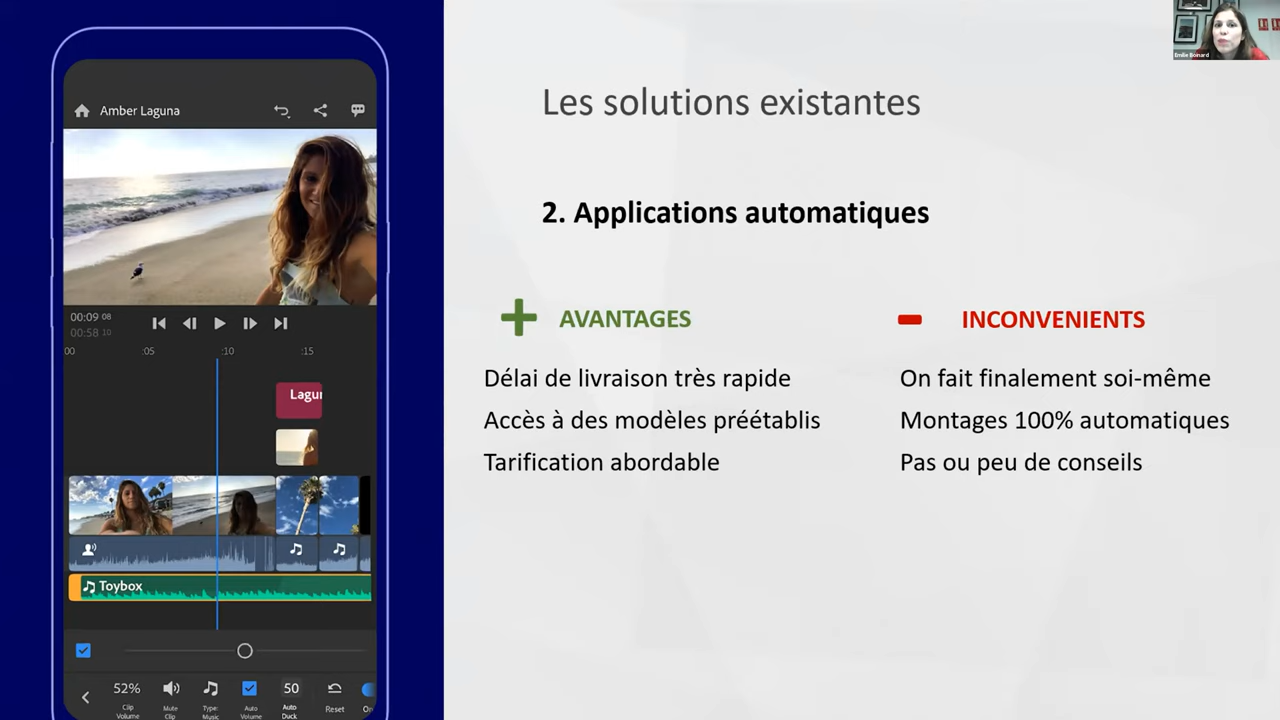 Amber Laguna
00:09 08
00:58 10
00
:05
:10
:15
Lagu
Toybox
52%
50
Clip Volume
Mute Clip
Type: Music
Auto Volume
Auto Duck
Reset
On
Les solutions existantes
2. Applications automatiques
+ AVANTAGES
Délai de livraison très rapide
Accès à des modèles préétablis
Tarification abordable
- INCONVENIENTS
On fait finalement soi-même
Montages 100% automatiques
Pas ou peu de conseils
Emilie Boinard